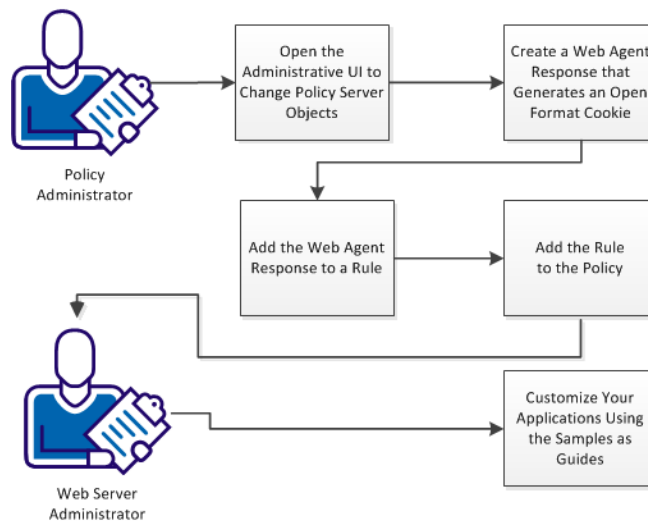 Open the
Administrative UI to
Change Policy Server
Objects
Create a Web Agent
Response that
Generates an Open
Format Cookie
Policy
Administrator
Add the Web Agent
Response to a Rule
Add the Rule
to the Policy
Customize Your
Applications Using
the Samples as
Guides
Web Server
Administrator